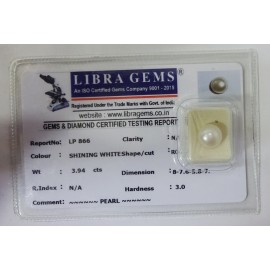 LIBRA GEMS®
An ISO Certified Gems Company 9001 - 2015
Registered Under the Trade Marks with Govt. of India.
website : www.libragems.co.in
GEMS & DIAMOND CERTIFIED TESTING REPORT
ReportNo: LP 866 Clarity : N/
Colour : SHINING WHITE Shape/cut : RO
Wt : 3.94 cts Dimension :
R.Index : N/A Hardness : 3.0
Comment : ~~~~~ PEARL ~~~~~